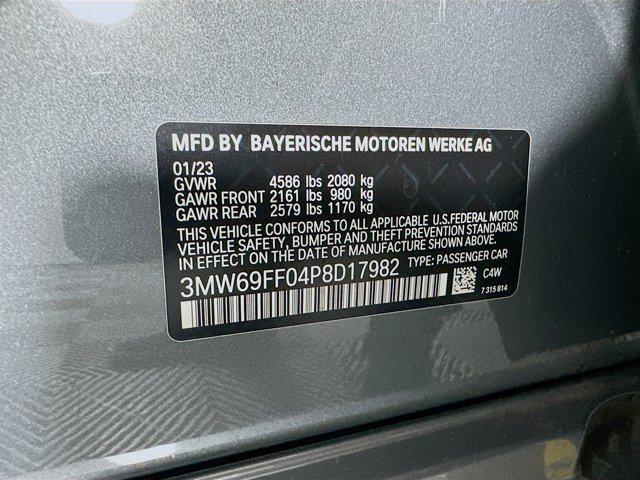 MFD BY BAYERISCHE MOTOREN WERKE AG
01/23
GVWR 4586 lbs 2080 kg
GAWR FRONT 2161 lbs 980 kg
GAWR REAR 2579 lbs 1170 kg
THIS VEHICLE CONFORMS TO ALL APPLICABLE U.S.FEDERAL MOTOR
VEHICLE SAFETY, BUMPER AND THEFT PREVENTION STANDARDS
IN EFFECT ON THE DATE OF MANUFACTURE SHOWN ABOVE.
3MW69FF04P8D17982 TYPE: PASSENGER CAR
C4W
7 315 814